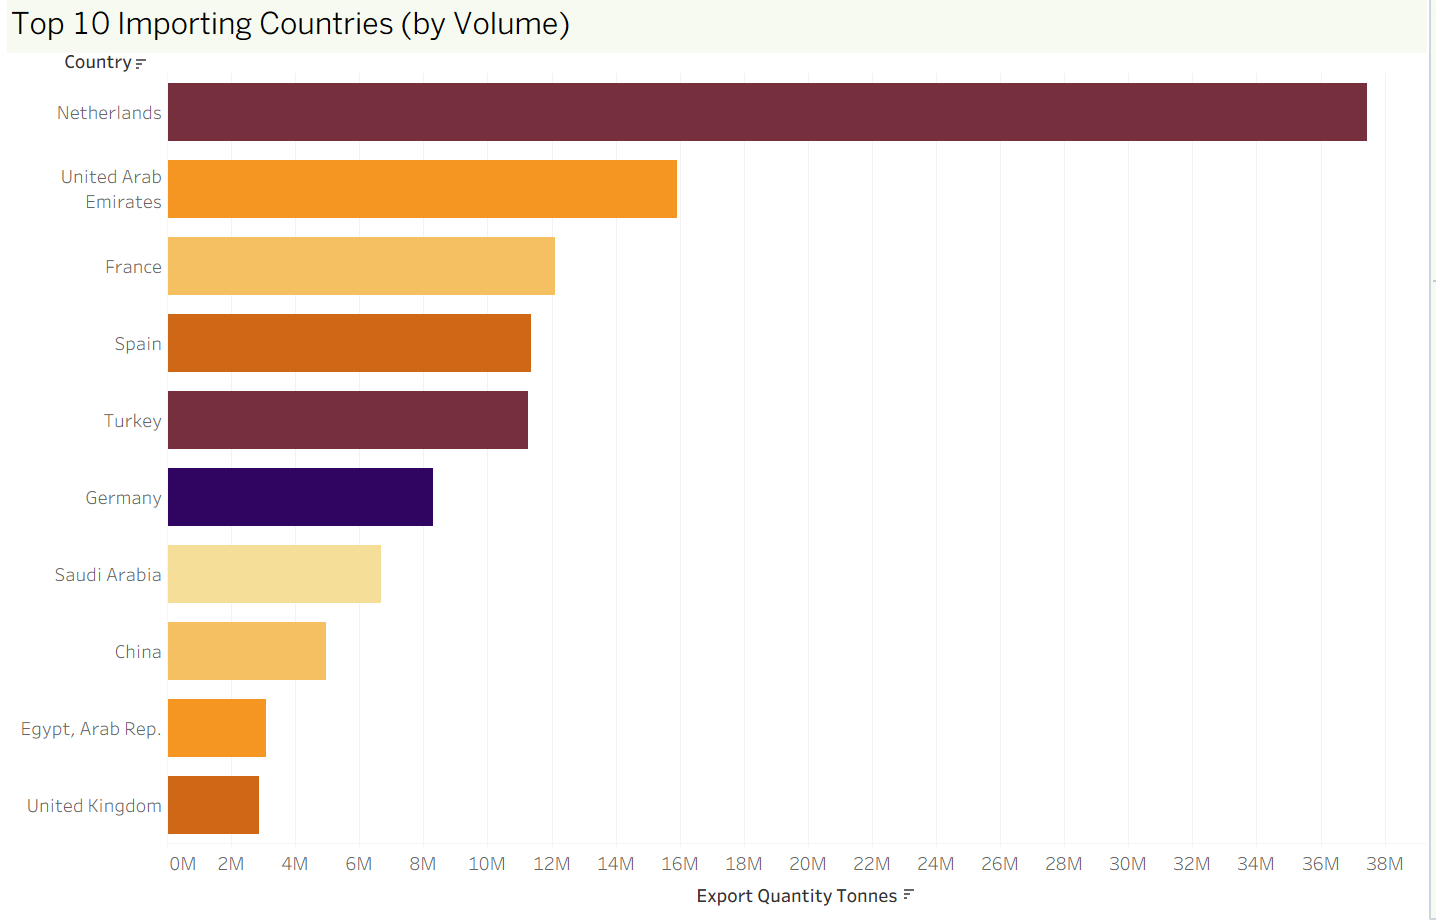 Top 10 Importing Countries (by Volume)
Country
Netherlands
United Arab
Emirates
France
Spain
Turkey
Germany
Saudi Arabia
China
Egypt, Arab Rep.
United Kingdom
0M 2M 4M 6M 8M 10M 12M 14M 16M 18M 20M 22M 24M 26M 28M 30M 32M 34M 36M 38M
Export Quantity Tonnes